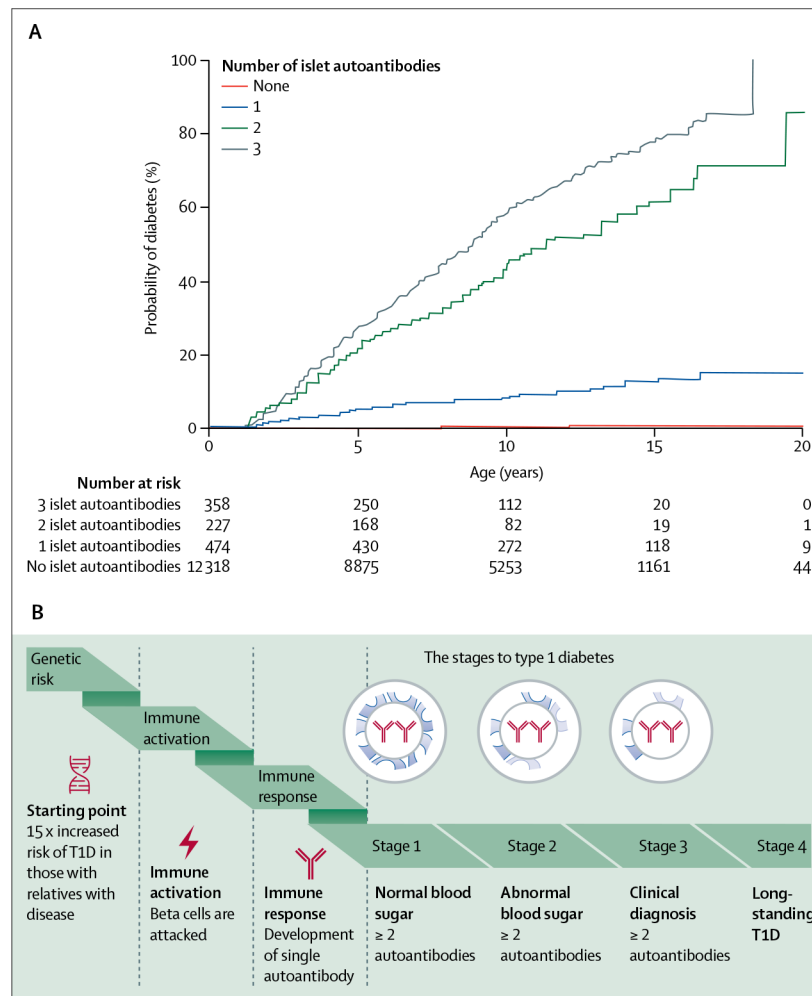 A
Number of islet autoantibodies
None
1
2
3
Probability of diabetes (%)
100
80
60
40
20
0
0 5 10 15 20
Age (years)
Number at risk
3 islet autoantibodies 358 250 112 20 0
2 islet autoantibodies 227 168 82 19 1
1 islet autoantibodies 474 430 272 118 9
No islet autoantibodies 12 318 8875 5253 1161 44
B
The stages to type 1 diabetes
Genetic
risk
Immune
activation
Immune
response
Stage 1
Stage 2
Stage 3
Stage 4
Starting point
15 x increased
risk of T1D in
those with
relatives with
disease
Immune
activation
Beta cells are
attacked
Immune
response
Development
of single
autoantibody
Normal blood
sugar
≥ 2
autoantibodies
Abnormal
blood sugar
≥ 2
autoantibodies
Clinical
diagnosis
≥ 2
autoantibodies
Long-
standing
T1D